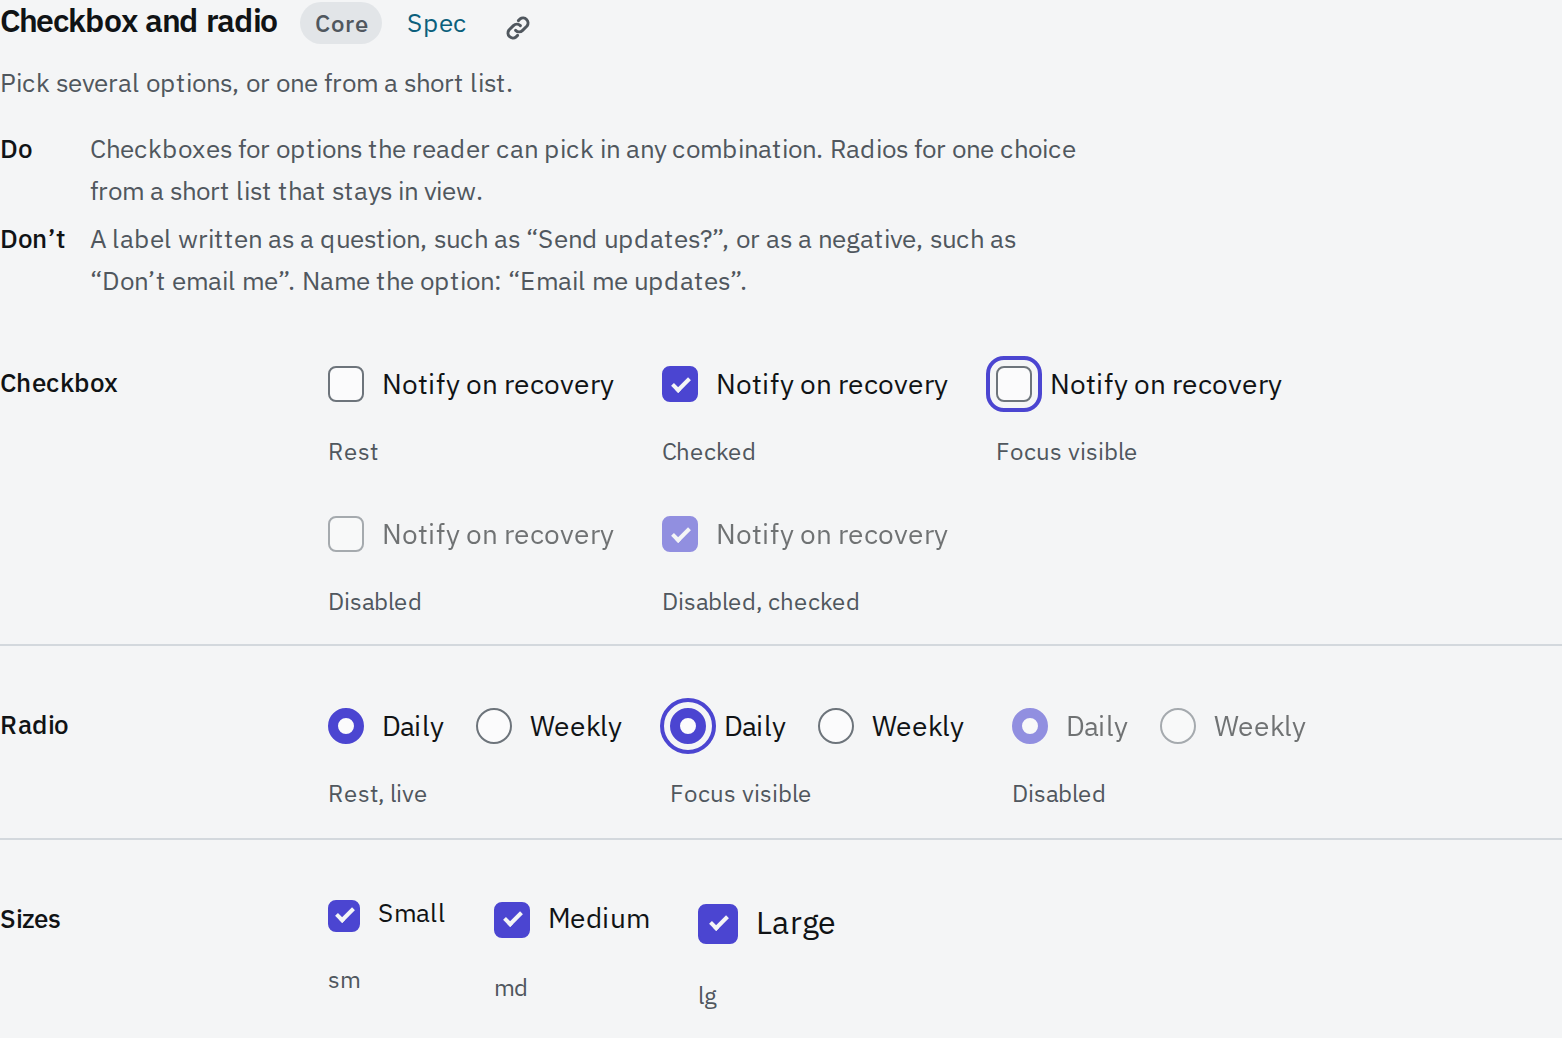 Checkbox and radio Core Spec
Pick several options, or one from a short list.
Do Checkboxes for options the reader can pick in any combination. Radios for one choice
from a short list that stays in view.
Don’t A label written as a question, such as “Send updates?”, or as a negative, such as
“Don’t email me”. Name the option: “Email me updates”.
Checkbox Notify on recovery Notify on recovery Notify on recovery
Rest Checked Focus visible
Notify on recovery Notify on recovery
Disabled Disabled, checked
Radio Daily Weekly Daily Weekly Daily Weekly
Rest, live Focus visible Disabled
Sizes Small Medium Large
sm md lg